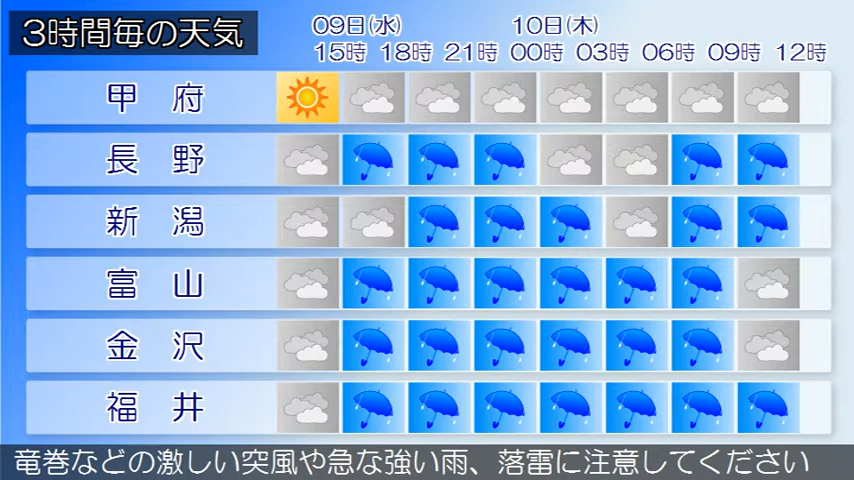 3時間毎の天気
09日(水) 10日(木)
15時 18時 21時 00時 03時 06時 09時 12時
甲府
長野
新潟
富山
金沢
福井
竜巻などの激しい突風や急な強い雨、落雷に注意してください